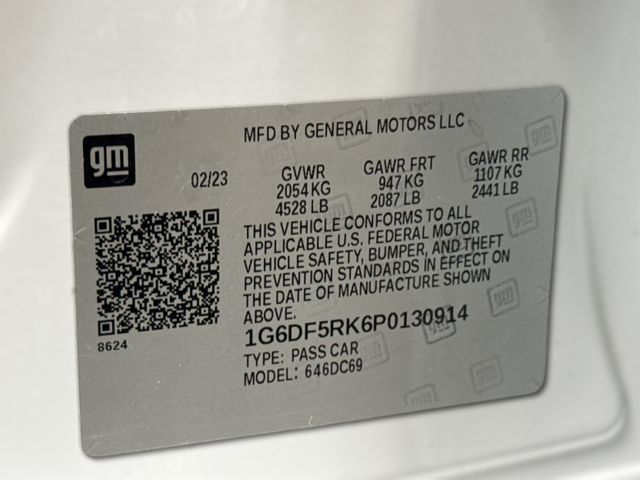 gm
MFD BY GENERAL MOTORS LLC
02/23
GVWR
2054 KG
4528 LB
GAWR FRT
947 KG
2087 LB
GAWR RR
1107 KG
2441 LB
THIS VEHICLE CONFORMS TO ALL
APPLICABLE U.S. FEDERAL MOTOR
VEHICLE SAFETY, BUMPER, AND THEFT
PREVENTION STANDARDS IN EFFECT ON
THE DATE OF MANUFACTURE SHOWN
ABOVE.
8624
1G6DF5RK6P0130914
TYPE: PASS CAR
MODEL: 646DC69